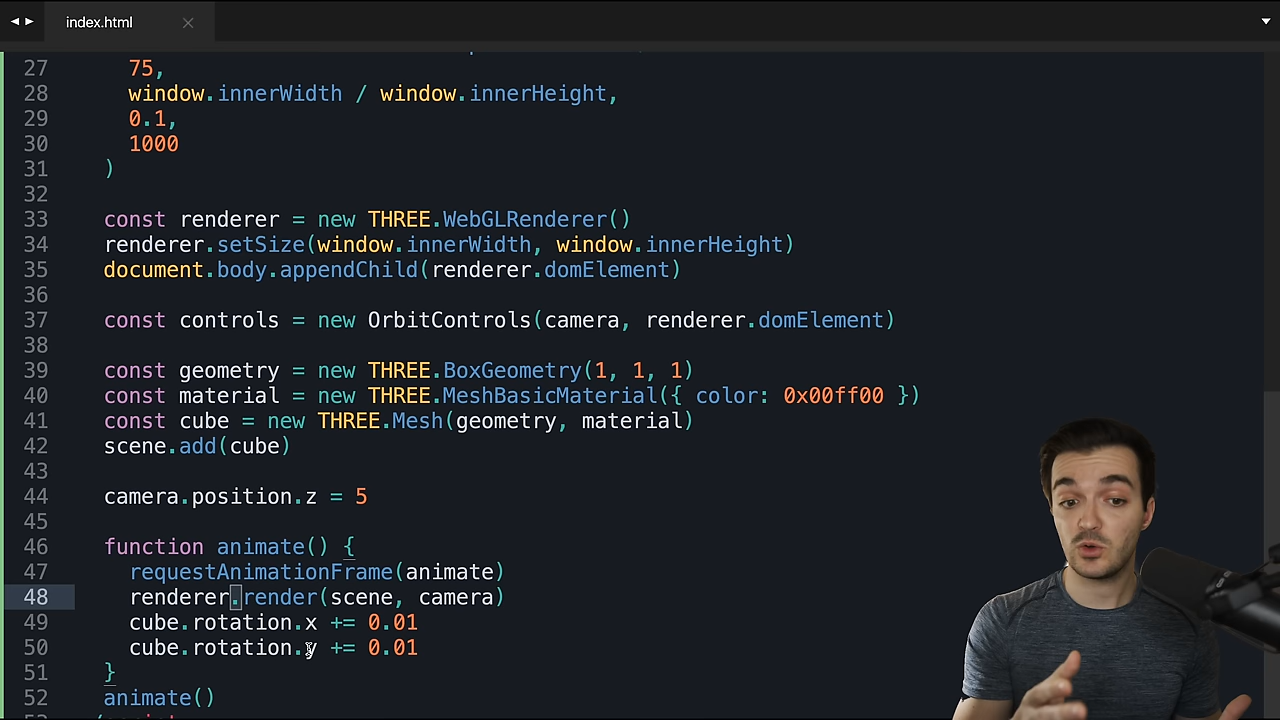 index.html
27 75,
28 window.innerWidth / window.innerHeight,
29 0.1,
30 1000
31 )
32
33 const renderer = new THREE.WebGLRenderer()
34 renderer.setSize(window.innerWidth, window.innerHeight)
35 document.body.appendChild(renderer.domElement)
36
37 const controls = new OrbitControls(camera, renderer.domElement)
38
39 const geometry = new THREE.BoxGeometry(1, 1, 1)
40 const material = new THREE.MeshBasicMaterial({ color: 0x00ff00 })
41 const cube = new THREE.Mesh(geometry, material)
42 scene.add(cube)
43
44 camera.position.z = 5
45
46 function animate() {
47 requestAnimationFrame(animate)
48 renderer.render(scene, camera)
49 cube.rotation.x += 0.01
50 cube.rotation.y += 0.01
51 }
52 animate()